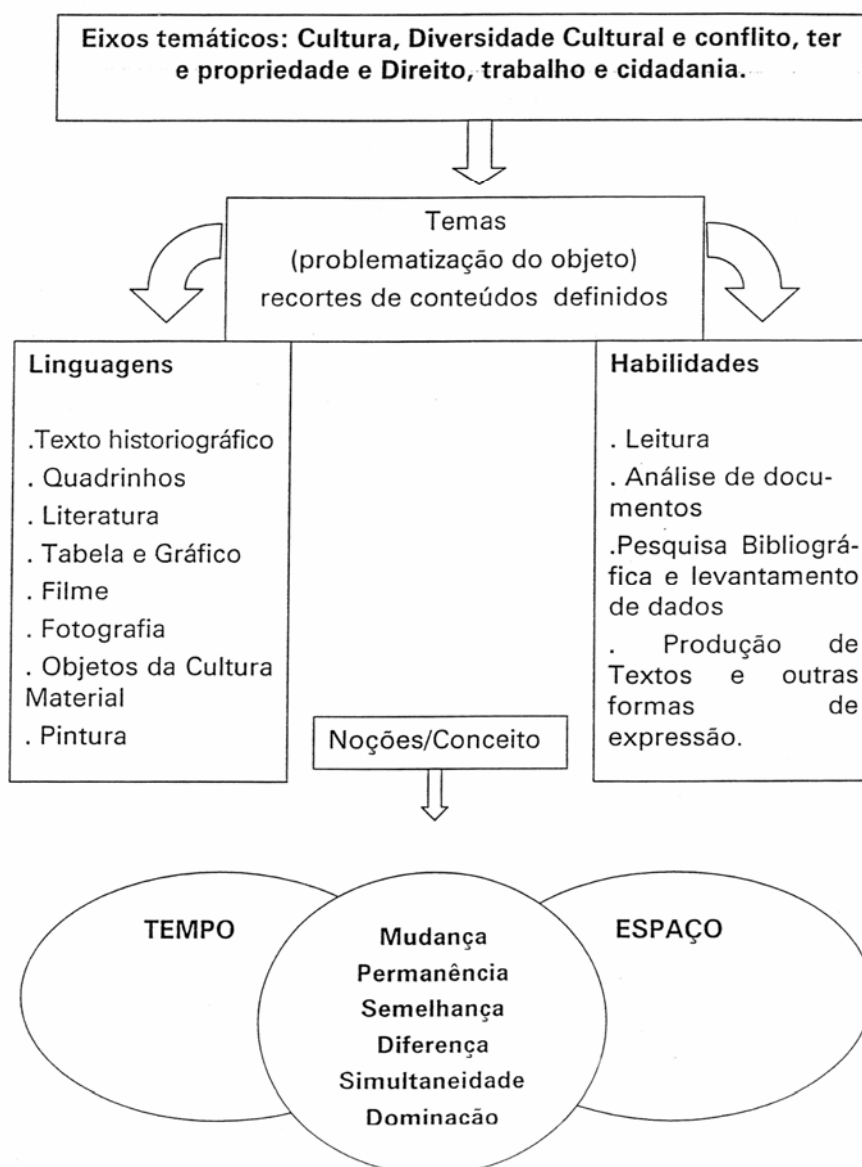 Eixos temáticos: Cultura, Diversidade Cultural e conflito, ter
e propriedade e Direito, trabalho e cidadania.
Temas
(problematização do objeto)
recortes de conteúdos definidos
Linguagens
.Texto historiográfico
. Quadrinhos
. Literatura
. Tabela e Gráfico
. Filme
. Fotografia
. Objetos da Cultura
Material
. Pintura
Habilidades
. Leitura
. Análise de docu-
mentos
.Pesquisa Bibliográ-
fica e levantamento
de dados
. Produção de
Textos e outras
formas de
expressão.
Noções/Conceito
TEMPO
Mudança
Permanência
Semelhança
Diferença
Simultaneidade
Dominação
ESPAÇO